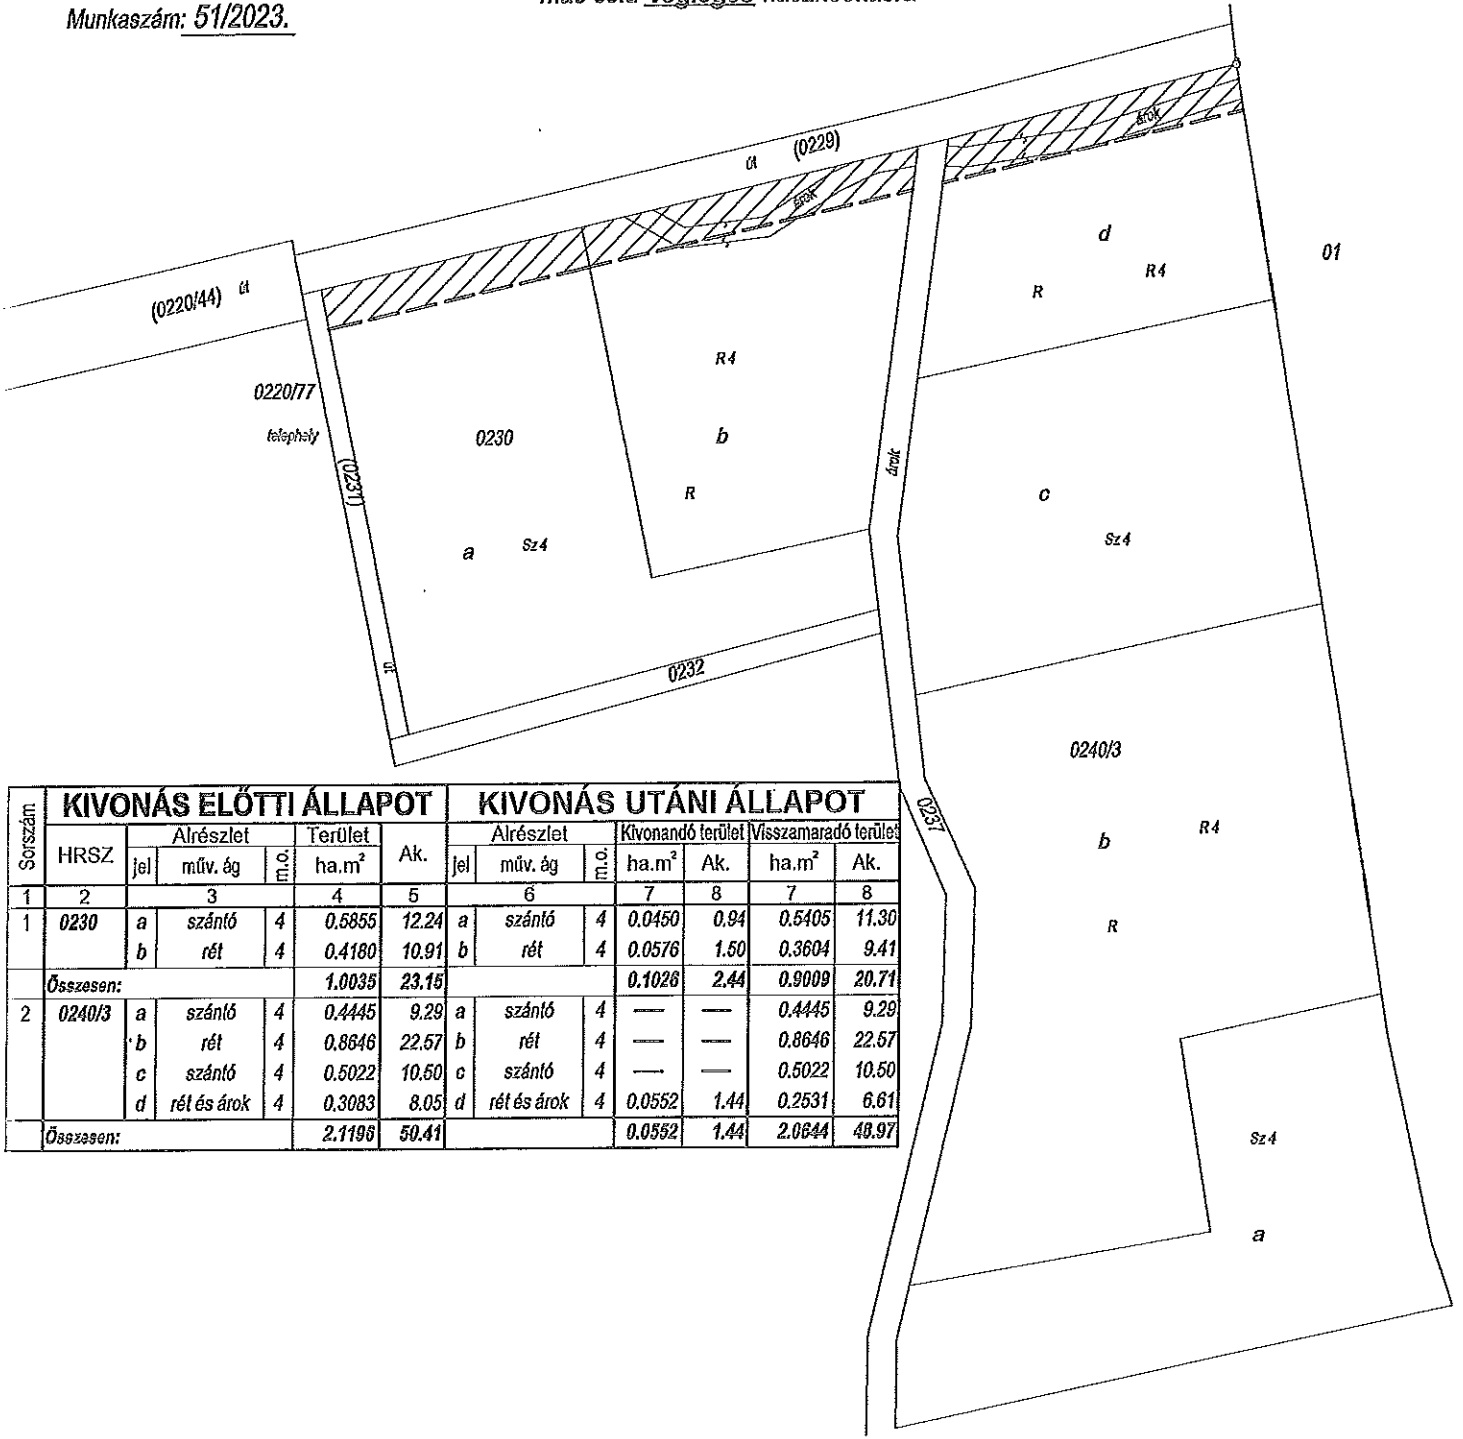 Munkaszám: 51/2023.
út (0229)
árok
árok
(0220/44) út
01
d
R4
R
0220/77
telephely
0230
R4
b
R
(0231)
út
a Sz4
árok
c
Sz4
0232
0240/3
0237
b
R4
R
Sz4
a
Sorszám KIVONÁS ELŐTTI ÁLLAPOT KIVONÁS UTÁNI ÁLLAPOT
HRSZ Alrészlet Terület Ak. Alrészlet Kivonandó terület Visszamaradó terület
jel műv. ág m.o. ha.m² jel műv. ág m.o. ha.m² Ak. ha.m² Ak.
1 2 3 4 5 6 7 8 7 8
1 0230 a szántó 4 0.5855 12.24 a szántó 4 0.0450 0.94 0.5405 11.30
b rét 4 0.4180 10.91 b rét 4 0.0576 1.50 0.3604 9.41
Összesen: 1.0035 23.15 0.1026 2.44 0.9009 20.71
2 0240/3 a szántó 4 0.4445 9.29 a szántó 4 — — 0.4445 9.29
b rét 4 0.8646 22.57 b rét 4 — — 0.8646 22.57
c szántó 4 0.5022 10.50 c szántó 4 — — 0.5022 10.50
d rét és árok 4 0.3083 8.05 d rét és árok 4 0.0552 1.44 0.2531 6.61
Összesen: 2.1196 50.41 0.0552 1.44 2.0644 48.97